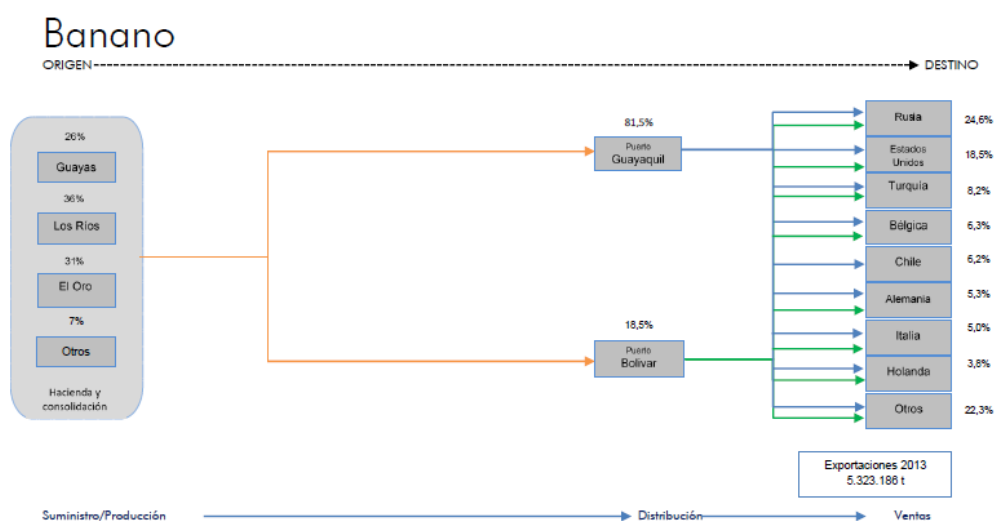 Banano
ORIGEN
DESTINO
26%
Guayas
36%
Los Ríos
31%
El Oro
7%
Otros
Hacienda y
consolidación
81,5%
Puerto
Guayaquil
18,5%
Puerto
Bolivar
Rusia
24,6%
Estados
Unidos
18,5%
Turquía
8,2%
Bélgica
6,3%
Chile
6,2%
Alemania
5,3%
Italia
5,0%
Holanda
3,8%
Otros
22,3%
Exportaciones 2013
5.323.186 t
Suministro/Producción
Distribución
Ventas